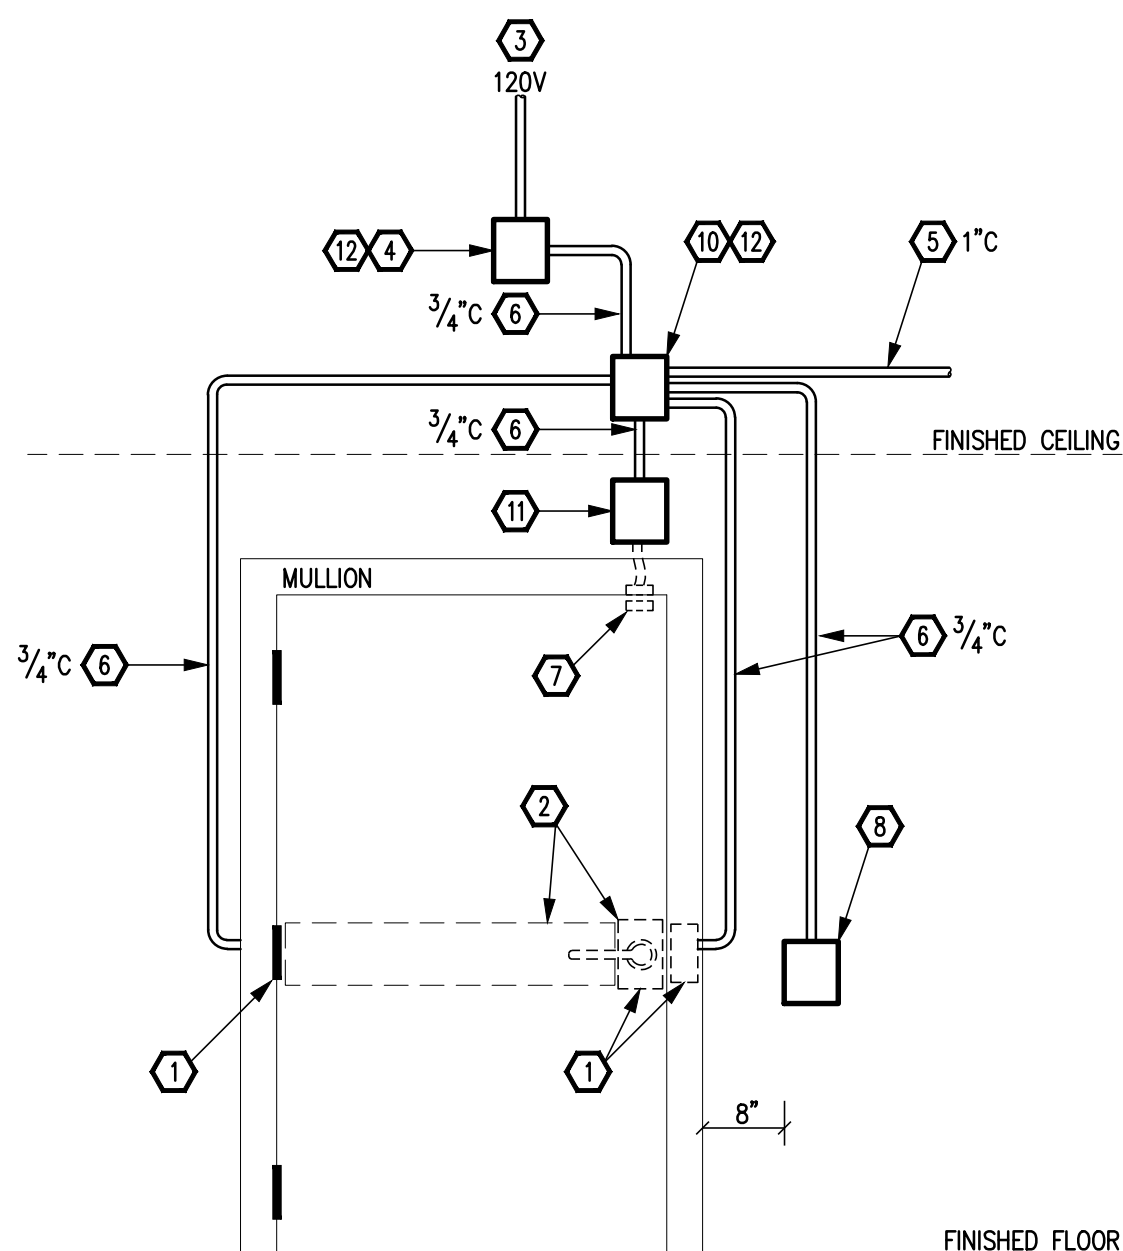 3
120V
12 4
10 12
5 1"C
3/4"C 6
3/4"C 6
FINISHED CEILING
11
MULLION
3/4"C 6
6 3/4"C
7
2
8
1
1
8"
FINISHED FLOOR